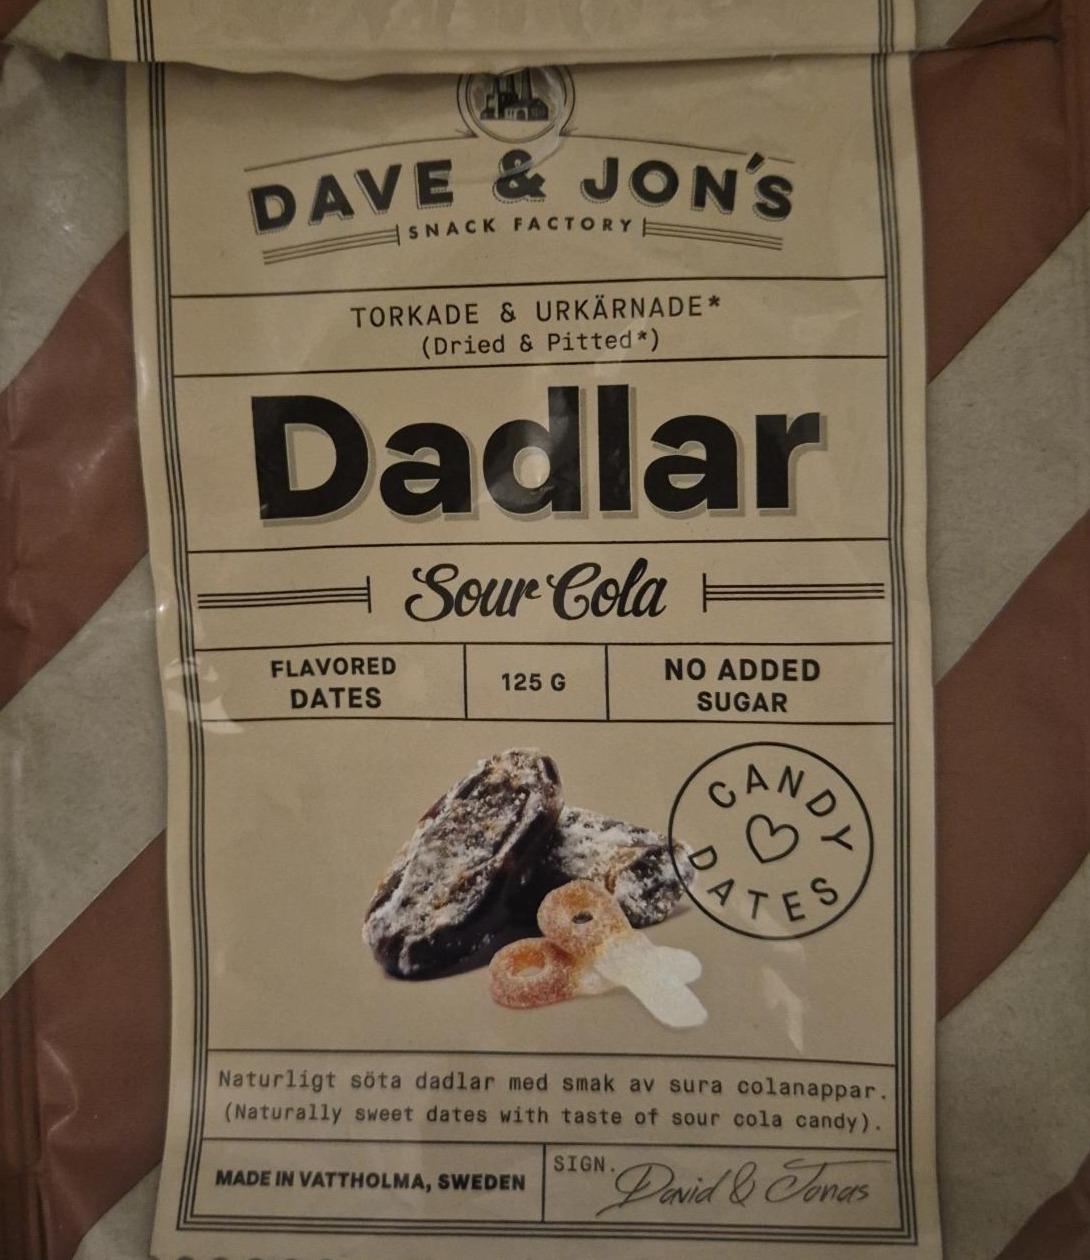 DAVE & JON'S
SNACK FACTORY
TORKADE & URKÄRNADE*
(Dried & Pitted*)
Dadlar
Sour Cola
FLAVORED
DATES
125 G
NO ADDED
SUGAR
CANDY
DATES
Naturligt söta dadlar med smak av sura colanappar.
(Naturally sweet dates with taste of sour cola candy).
MADE IN VATTHOLMA, SWEDEN
SIGN.
David & Jonas